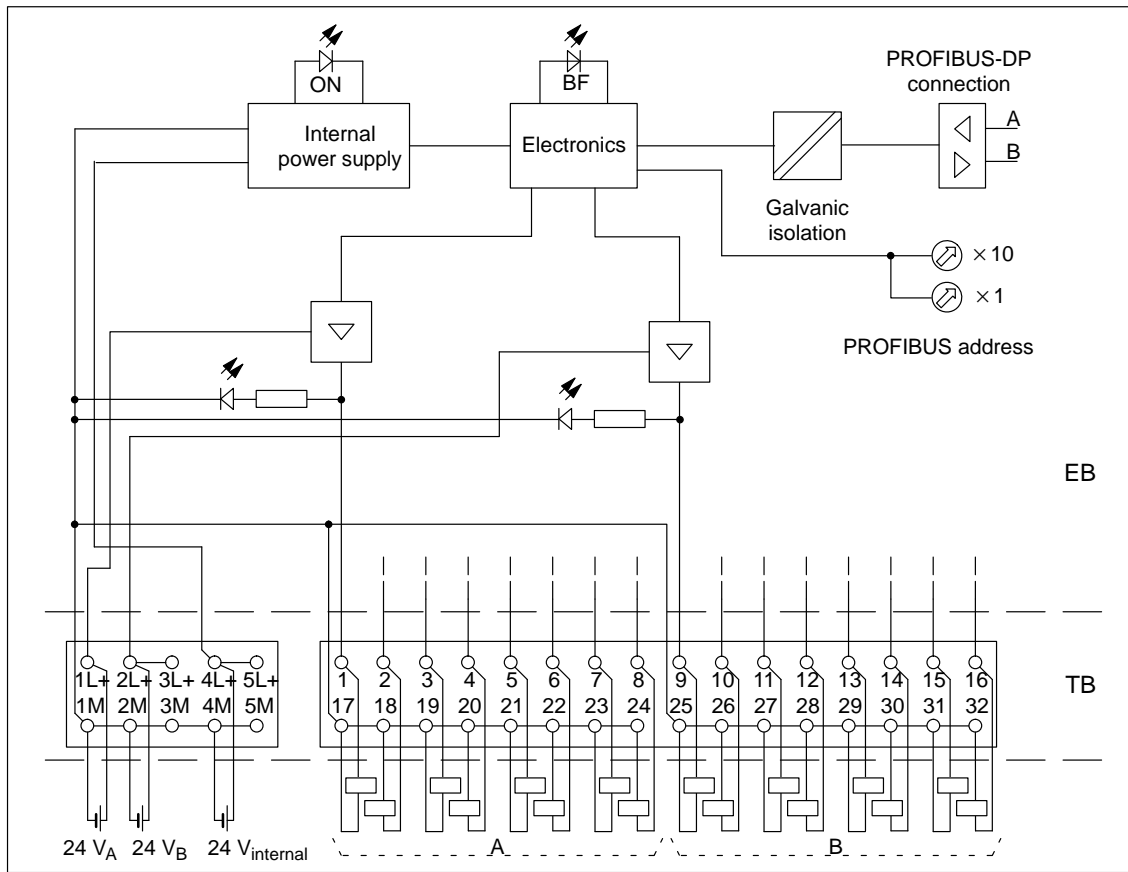 ON
BF
PROFIBUS-DP
connection
Internal
power supply
Electronics
A
B
Galvanic
isolation
×10
×1
PROFIBUS address
EB
1L+ 2L+ 3L+ 4L+ 5L+
1M 2M 3M 4M 5M
1 2 3 4 5 6 7 8 9 10 11 12 13 14 15 16
17 18 19 20 21 22 23 24 25 26 27 28 29 30 31 32
TB
24 VA 24 VB 24 Vinternal
A
B